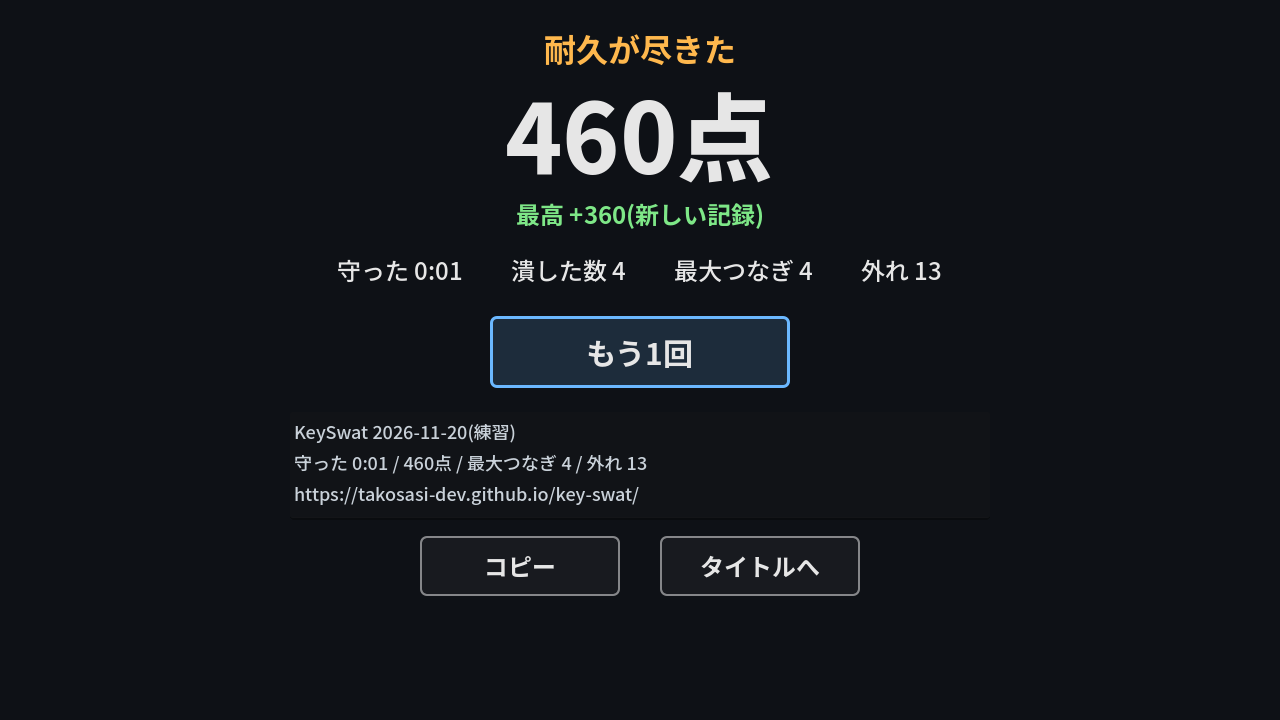 耐久が尽きた
460点
最高 +360(新しい記録)
守った 0:01 潰した数 4 最大つなぎ 4 外れ 13
もう1回
KeySwat 2026-11-20(練習)
守った 0:01 / 460点 / 最大つなぎ 4 / 外れ 13
https://takosasi-dev.github.io/key-swat/
コピー タイトルへ